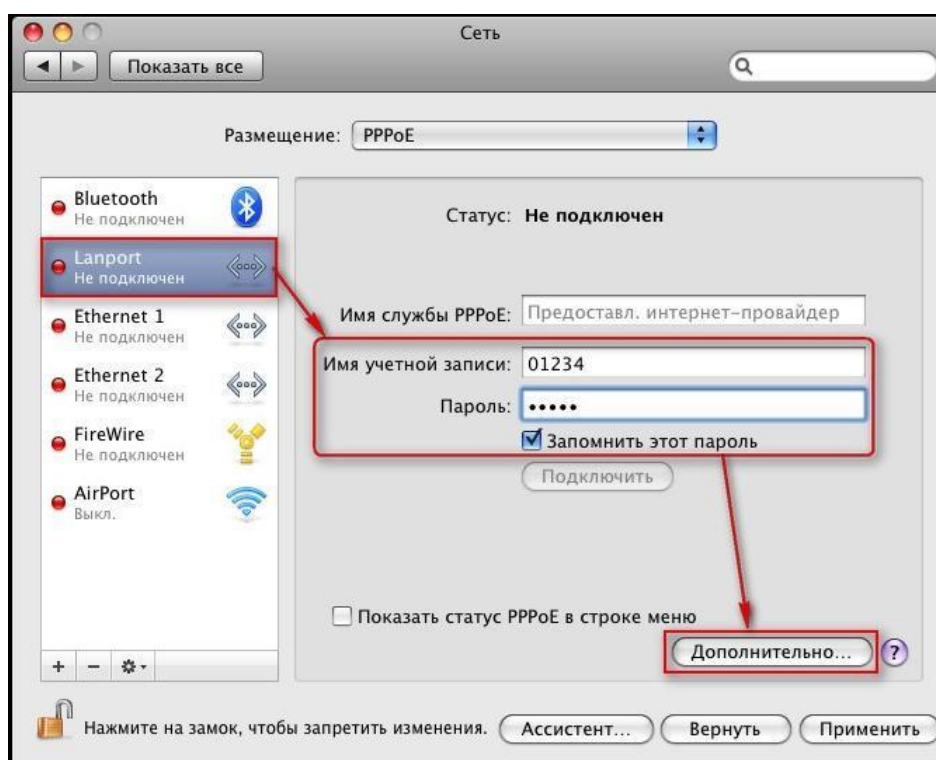 Сеть
Показать все
Размещение: PPPoE
Bluetooth
Не подключен
Lanport
Не подключен
Ethernet 1
Не подключен
Ethernet 2
Не подключен
FireWire
Не подключен
AirPort
Выкл.
Статус: Не подключен
Имя службы PPPoE: Предоставл. интернет-провайдер
Имя учетной записи: 01234
Пароль: •••••
Запомнить этот пароль
Подключить
Показать статус PPPoE в строке меню
Дополнительно... ?
+ −
Нажмите на замок, чтобы запретить изменения. Ассистент... Вернуть Применить